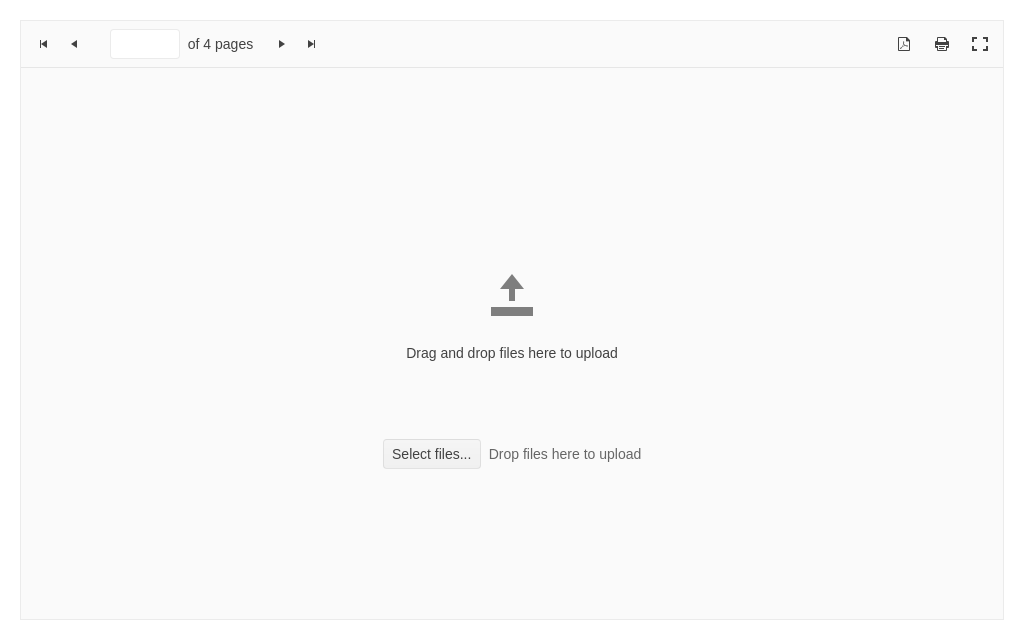 of 4 pages
Drag and drop files here to upload
Select files... Drop files here to upload